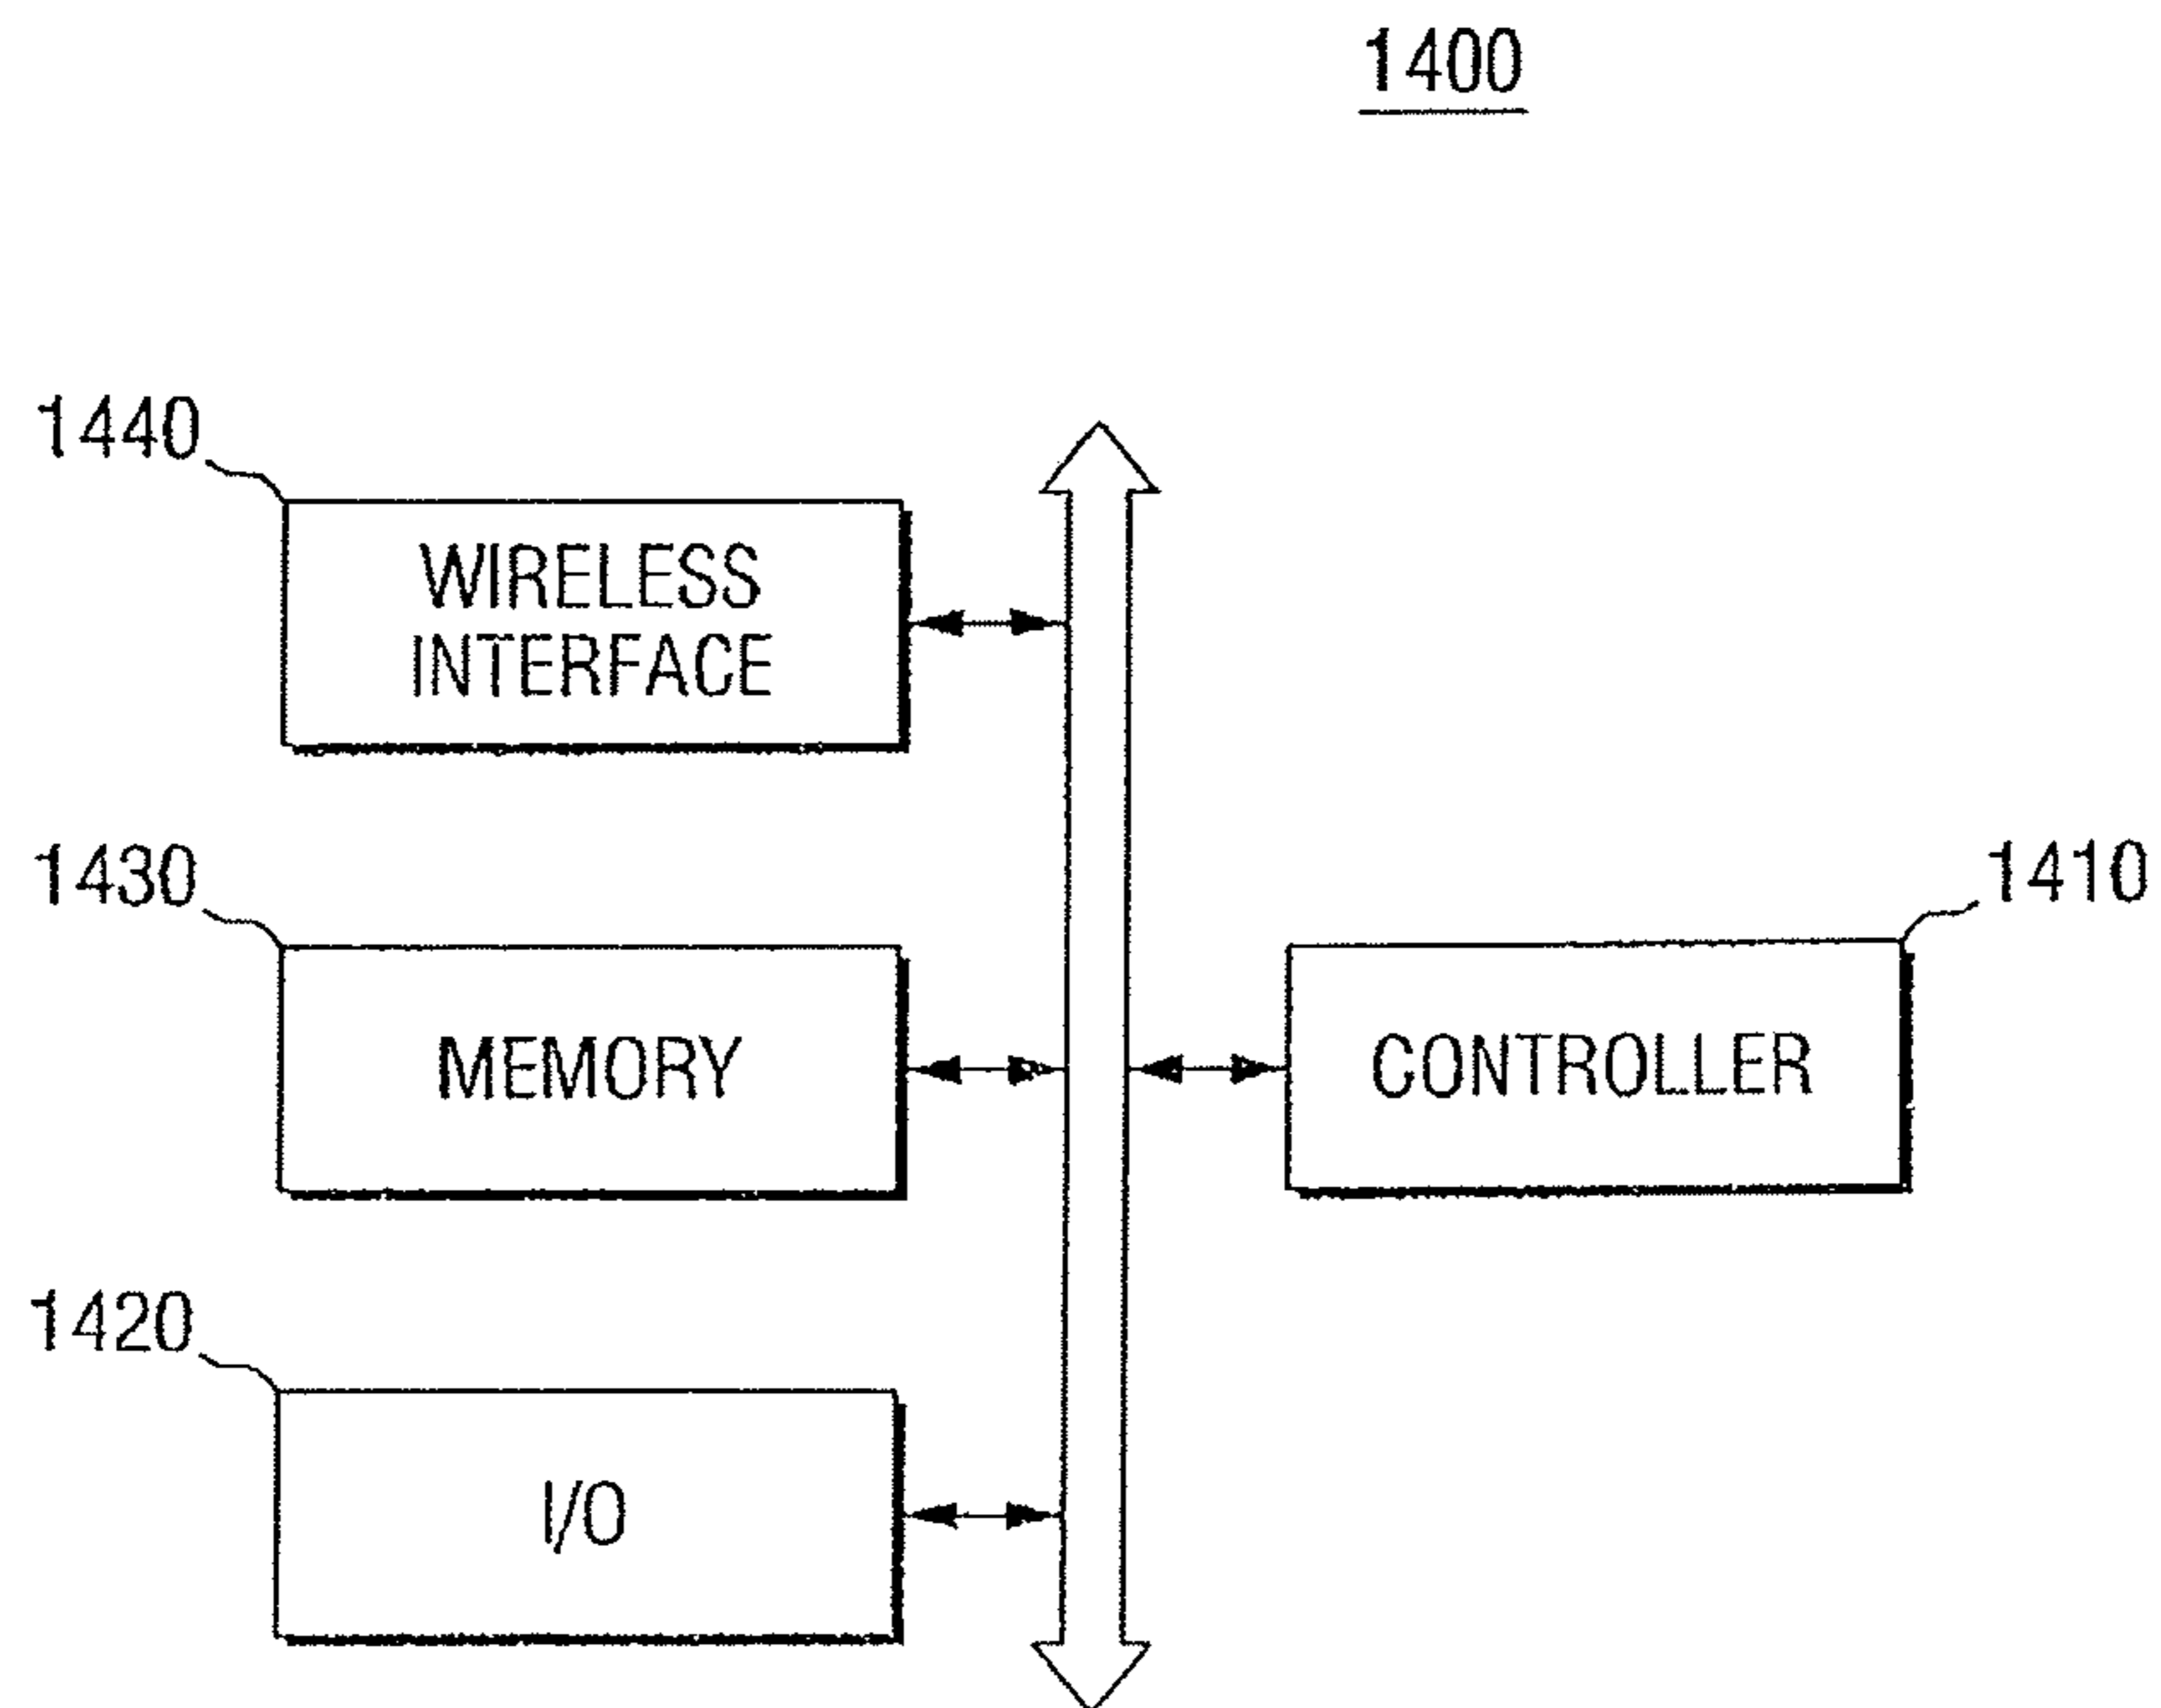 1400
1440
WIRELESS
INTERFACE
1430
MEMORY
1410
CONTROLLER
1420
I/O